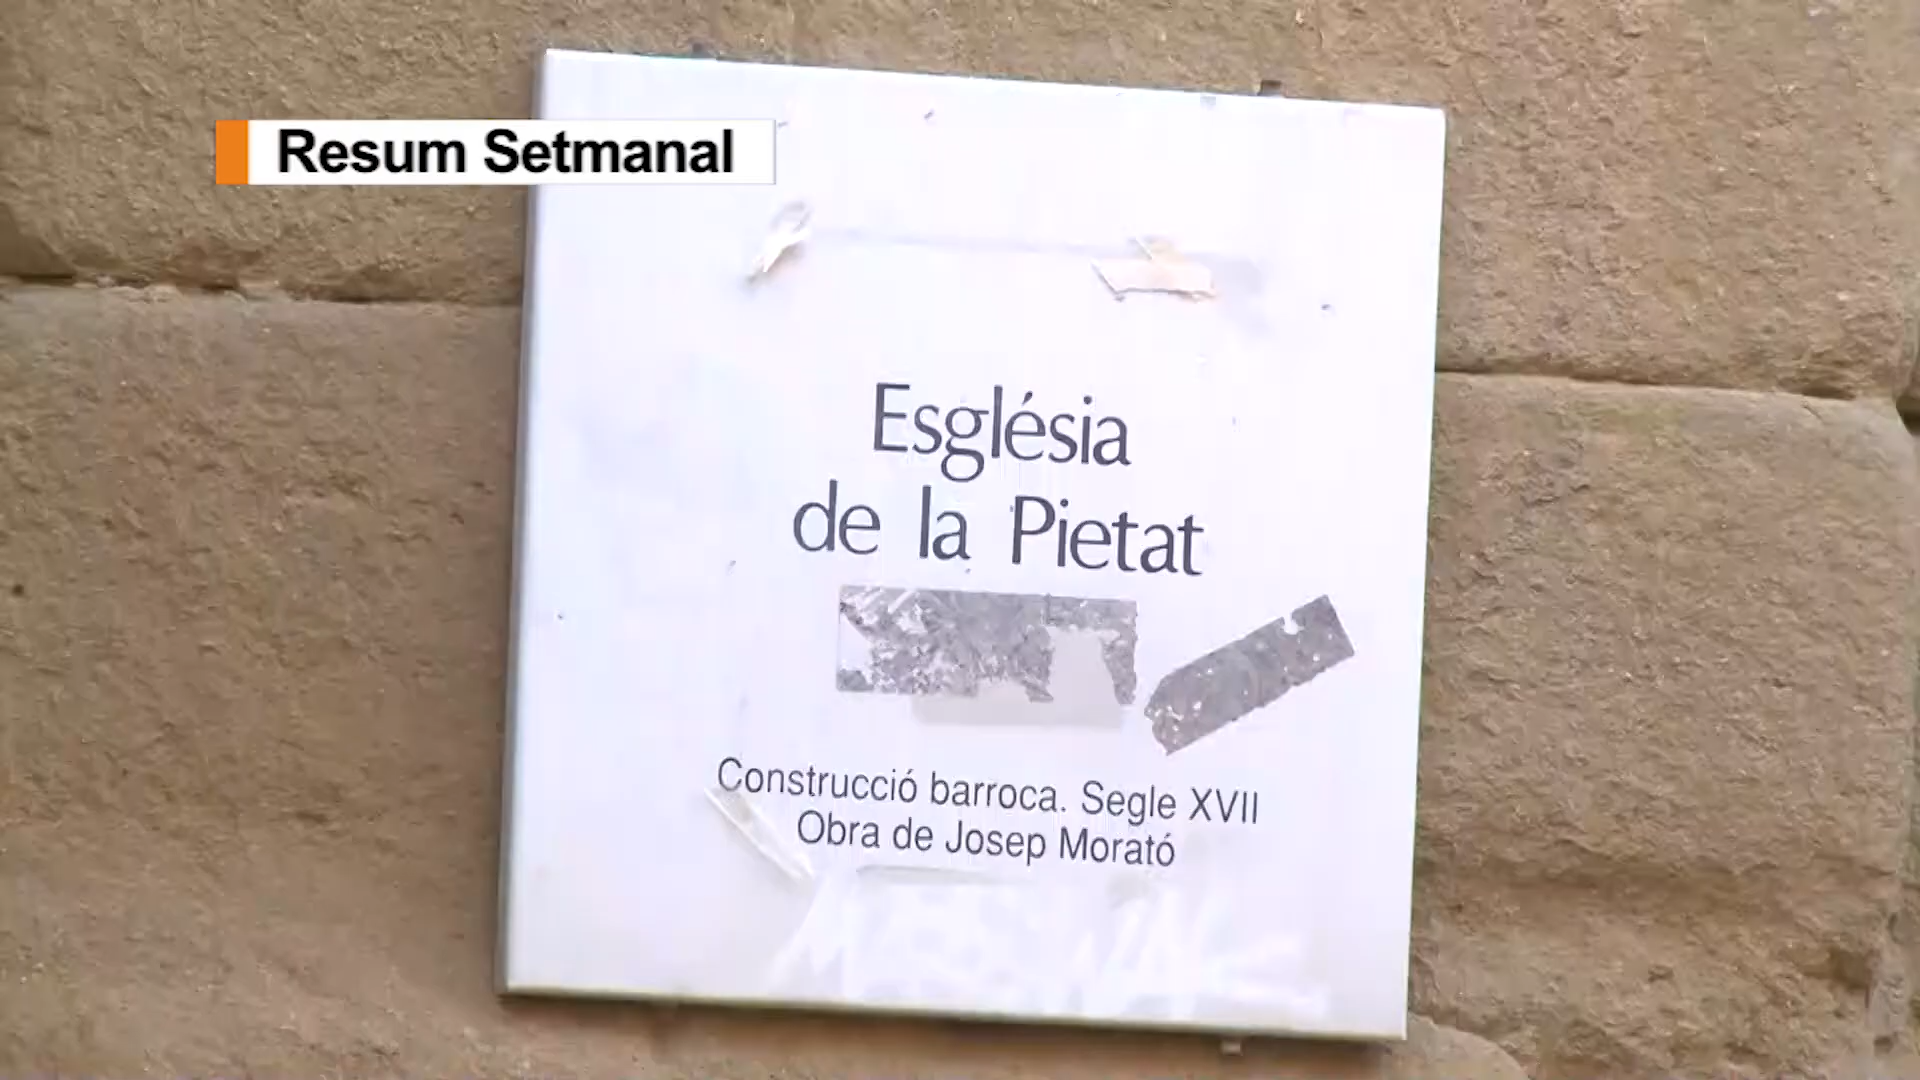 Resum Setmanal
Església
de la Pietat
Construcció barroca. Segle XVII
Obra de Josep Morató